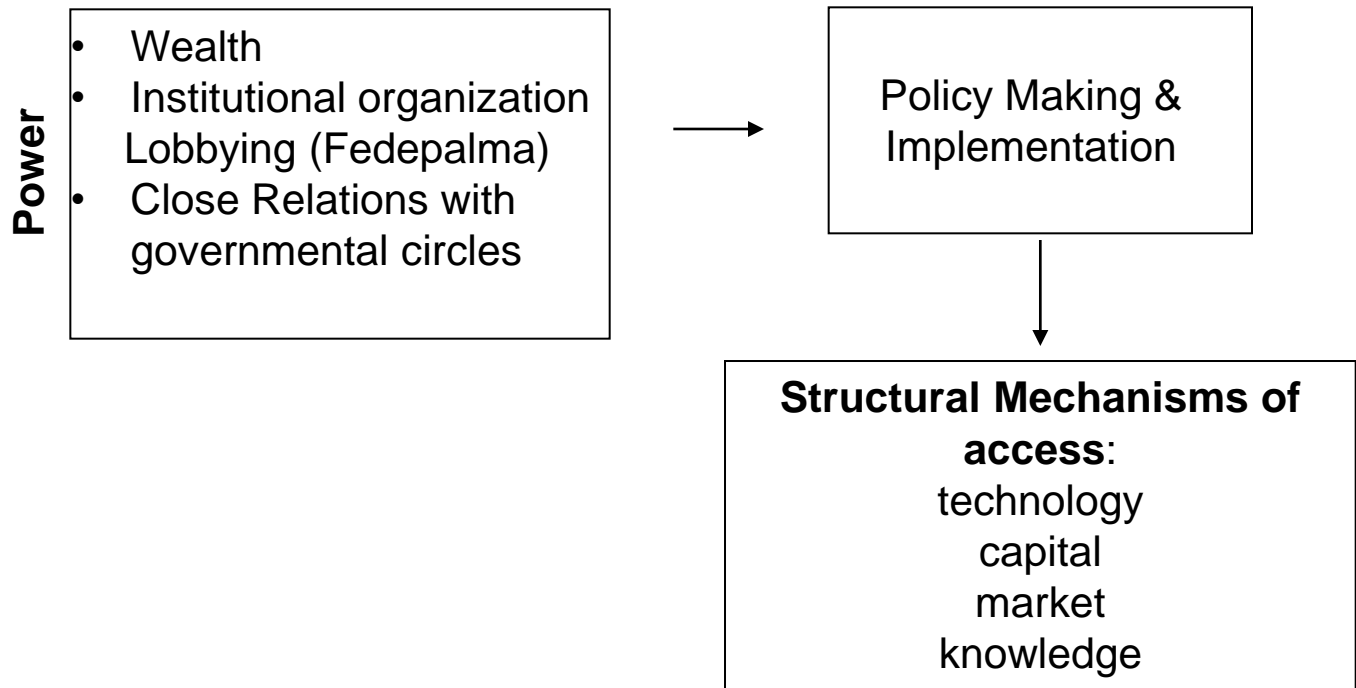 Power
• Wealth
• Institutional organization
Lobbying (Fedepalma)
• Close Relations with
governmental circles
Policy Making &
Implementation
Structural Mechanisms of
access:
technology
capital
market
knowledge